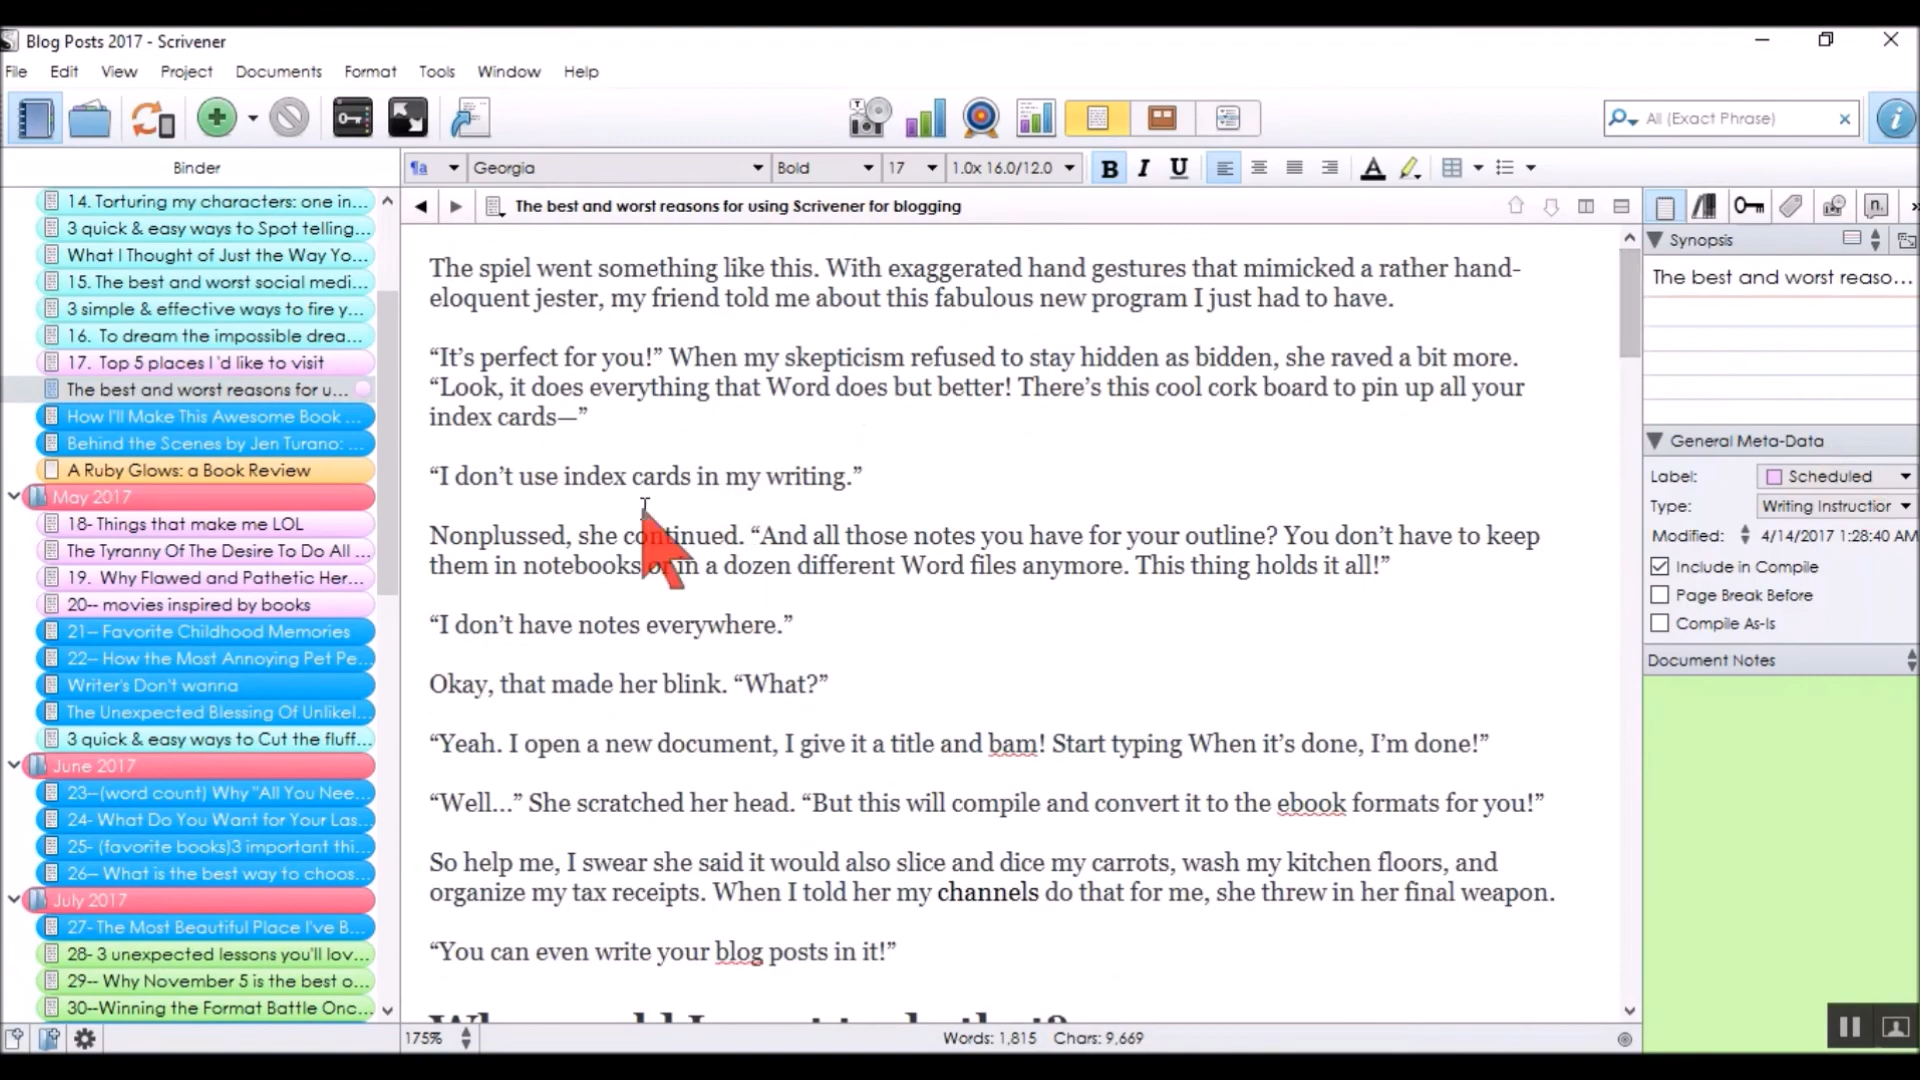 Blog Posts 2017 - Scrivener
File Edit View Project Documents Format Tools Window Help
All (Exact Phrase)
Binder
Georgia Bold 17 1.0x 16.0/12.0
The best and worst reasons for using Scrivener for blogging
14. Torturing my characters: one in...
3 quick & easy ways to Spot telling...
What I Thought of Just the Way Yo...
15. The best and worst social medi...
3 simple & effective ways to fire y...
16. To dream the impossible drea...
17. Top 5 places I 'd like to visit
The best and worst reasons for u...
How I'll Make This Awesome Book ...
Behind the Scenes by Jen Turano: ...
A Ruby Glows: a Book Review
May 2017
18- Things that make me LOL
The Tyranny Of The Desire To Do All ...
19. Why Flawed and Pathetic Her...
20-- movies inspired by books
21-- Favorite Childhood Memories
22-- How the Most Annoying Pet Pe...
Writer's Don't wanna
The Unexpected Blessing Of Unlikel...
3 quick & easy ways to Cut the fluff...
June 2017
23--(word count) Why "All You Nee...
24- What Do You Want for Your Las...
25- (favorite books)3 important thi...
26-- What is the best way to choos...
July 2017
27- The Most Beautiful Place I've B...
28- 3 unexpected lessons you'll lov...
29-- Why November 5 is the best o...
30--Winning the Format Battle Onc...
The spiel went something like this. With exaggerated hand gestures that mimicked a rather hand-
eloquent jester, my friend told me about this fabulous new program I just had to have.
“It’s perfect for you!” When my skepticism refused to stay hidden as bidden, she raved a bit more.
“Look, it does everything that Word does but better! There’s this cool cork board to pin up all your
index cards—”
“I don’t use index cards in my writing.”
Nonplussed, she continued. “And all those notes you have for your outline? You don’t have to keep
them in notebooks or in a dozen different Word files anymore. This thing holds it all!”
“I don’t have notes everywhere.”
Okay, that made her blink. “What?”
“Yeah. I open a new document, I give it a title and bam! Start typing When it’s done, I’m done!”
“Well…” She scratched her head. “But this will compile and convert it to the ebook formats for you!”
So help me, I swear she said it would also slice and dice my carrots, wash my kitchen floors, and
organize my tax receipts. When I told her my channels do that for me, she threw in her final weapon.
“You can even write your blog posts in it!”
175%
Words: 1,815 Chars: 9,669
Synopsis
The best and worst reaso...
General Meta-Data
Label: Scheduled
Type: Writing Instruction
Modified: 4/14/2017 1:28:40 AM
Include in Compile
Page Break Before
Compile As-Is
Document Notes